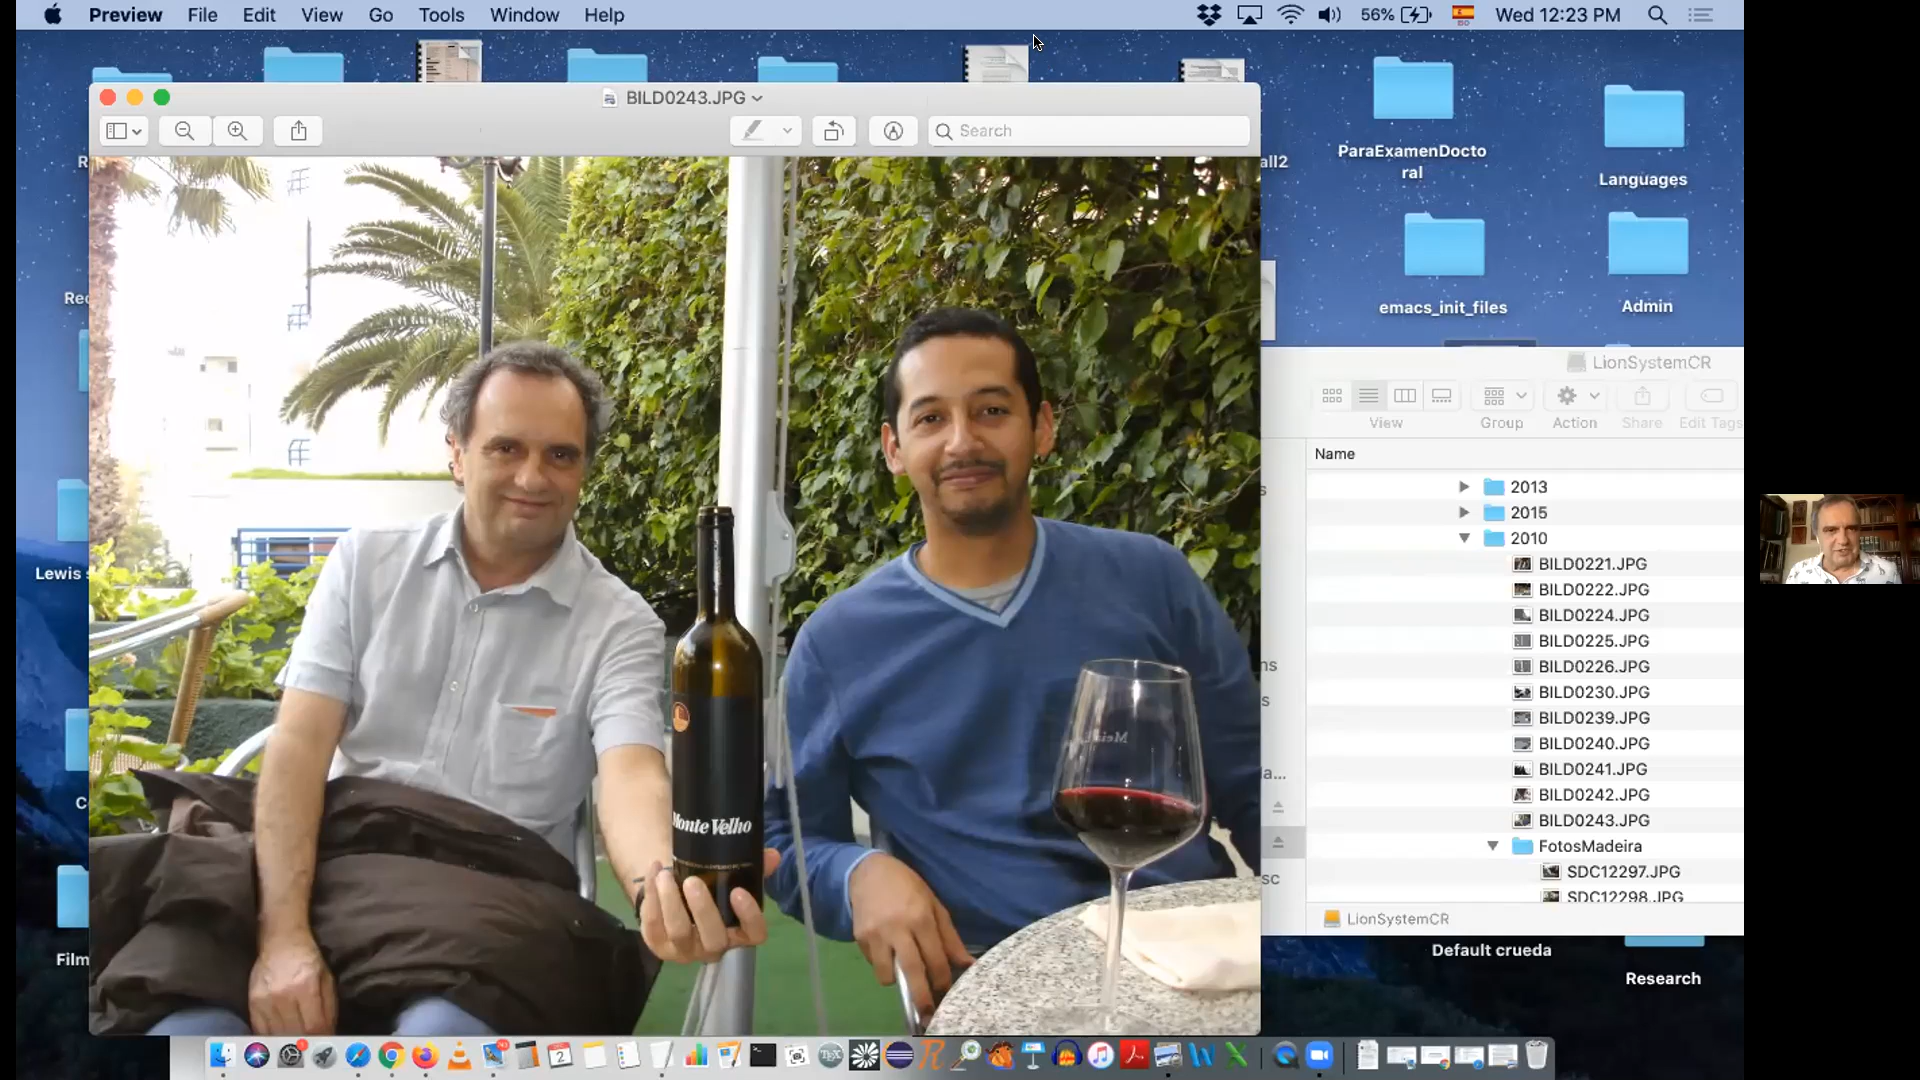 Preview File Edit View Go Tools Window Help 56% Wed 12:23 PM
BILD0243.JPG
Search
ParaExamenDocto
ral
Languages
emacs_init_files
Admin
LionSystemCR
View Group Action Share Edit Tags
Name
2013
2015
2010
BILD0221.JPG
BILD0222.JPG
BILD0224.JPG
BILD0225.JPG
BILD0226.JPG
BILD0230.JPG
BILD0239.JPG
BILD0240.JPG
BILD0241.JPG
BILD0242.JPG
BILD0243.JPG
FotosMadeira
SDC12297.JPG
SDC12298.JPG
LionSystemCR
Default crueda
Research
Lewis
Film
Monte Velho